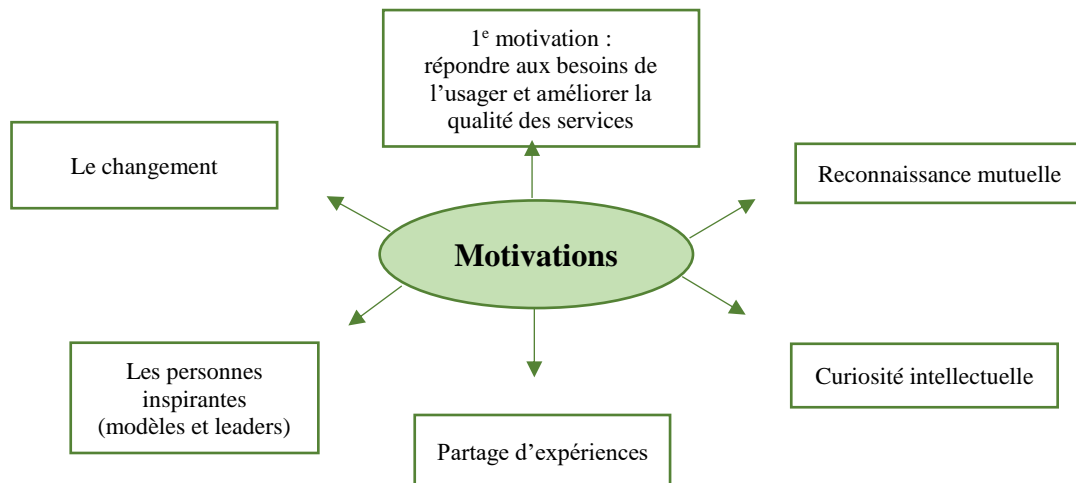 1ᵉ motivation :
répondre aux besoins de
l’usager et améliorer la
qualité des services
Le changement
Reconnaissance mutuelle
Motivations
Les personnes
inspirantes
(modèles et leaders)
Curiosité intellectuelle
Partage d’expériences